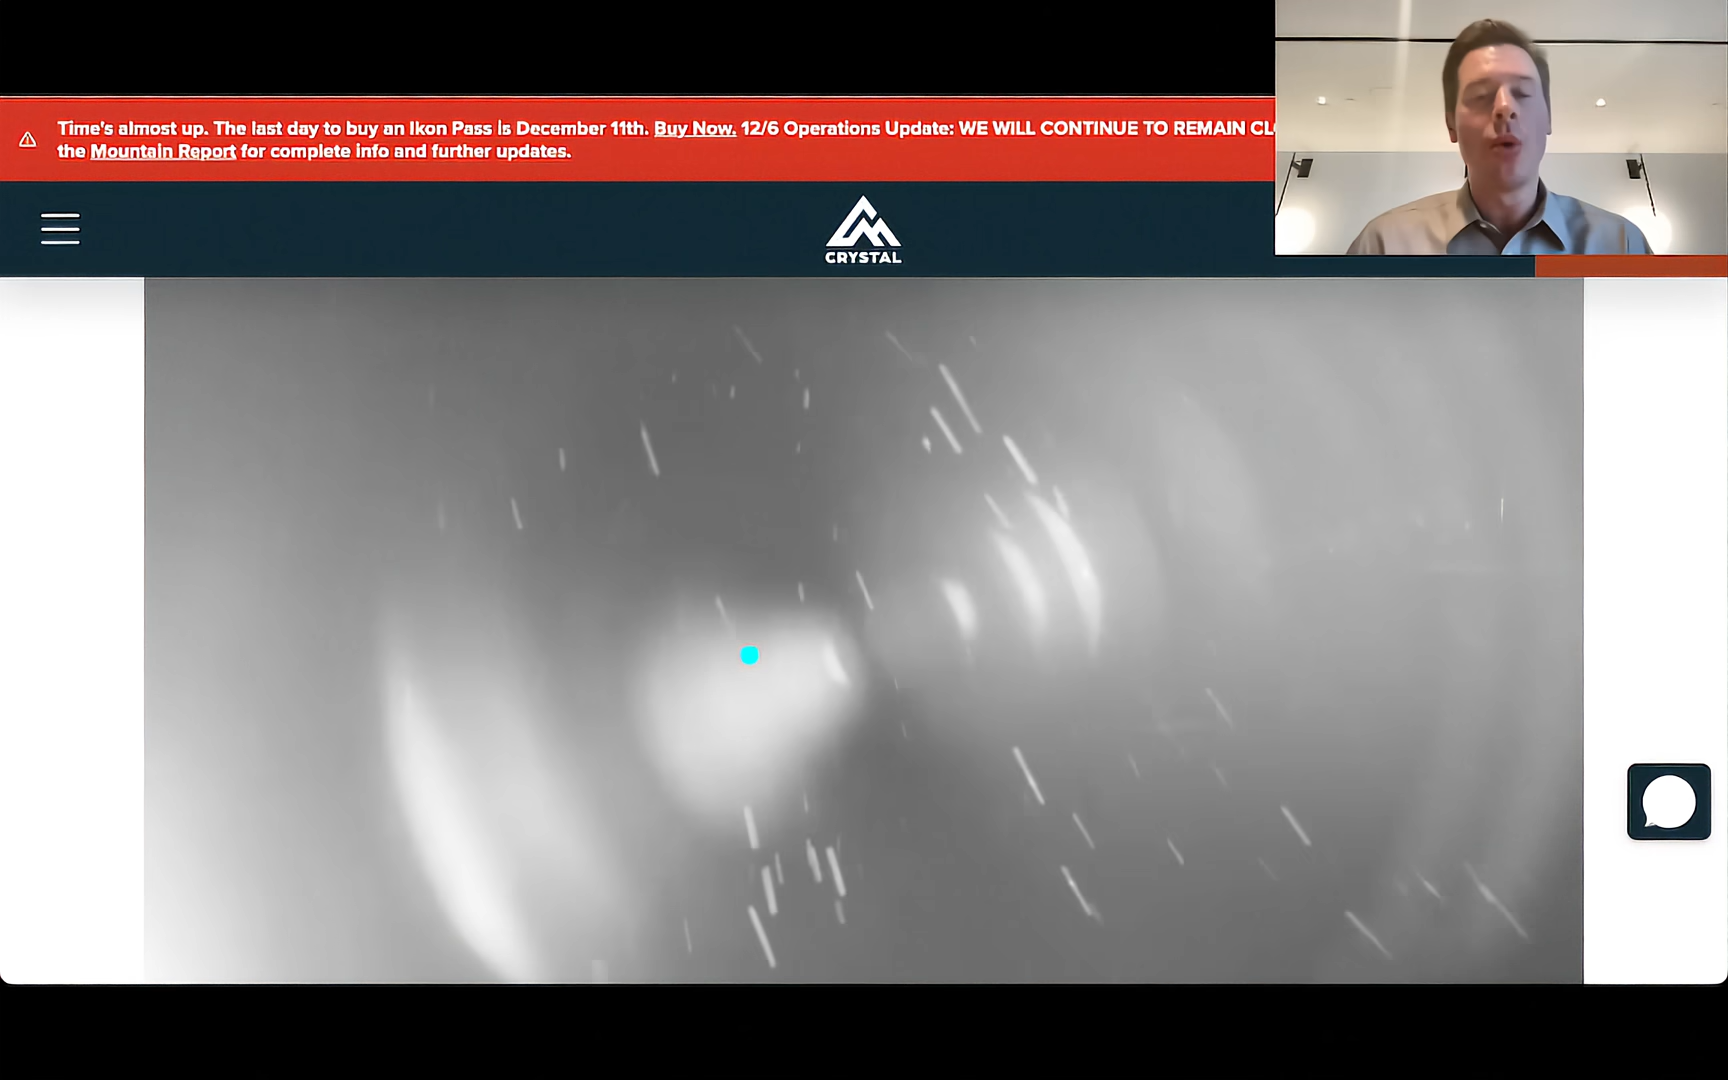 Time's almost up. The last day to buy an Ikon Pass is December 11th. Buy Now. 12/6 Operations Update: WE WILL CONTINUE TO REMAIN
the Mountain Report for complete info and further updates.
CRYSTAL